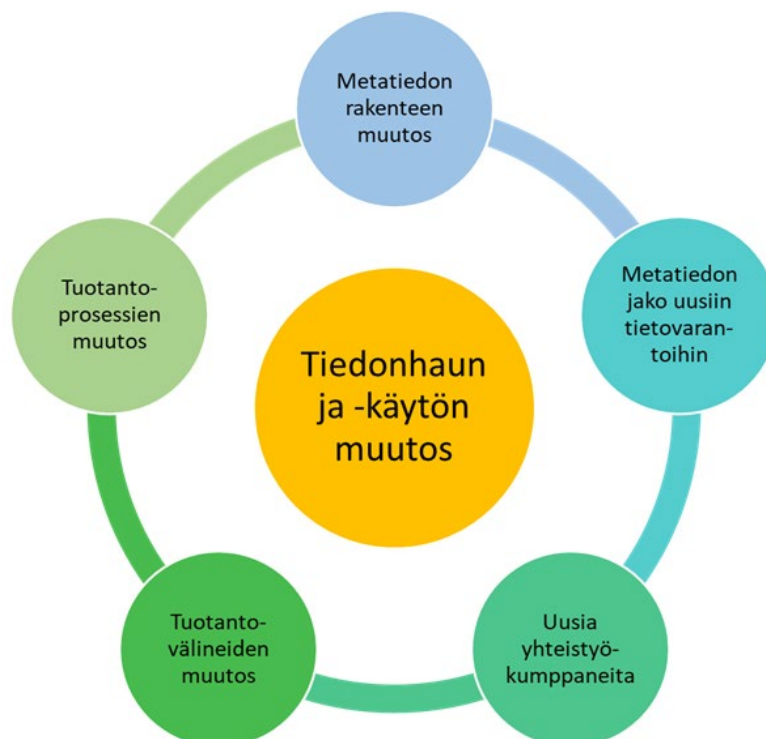 Metatiedon
rakenteen
muutos
Metatiedon
jako uusiin
tietovaran-
toihin
Uusia
yhteistyö-
kumppaneita
Tuotanto-
välineiden
muutos
Tuotanto-
prosessien
muutos
Tiedonhaun
ja -käytön
muutos